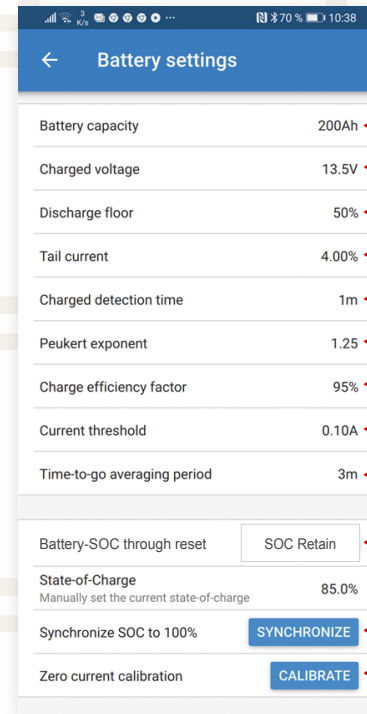 3
K/s
70 % 10:38
Battery settings
Battery capacity 200Ah
Charged voltage 13.5V
Discharge floor 50%
Tail current 4.00%
Charged detection time 1m
Peukert exponent 1.25
Charge efficiency factor 95%
Current threshold 0.10A
Time-to-go averaging period 3m
Battery-SOC through reset SOC Retain
State-of-Charge
Manually set the current state-of-charge 85.0%
Synchronize SOC to 100% SYNCHRONIZE
Zero current calibration CALIBRATE